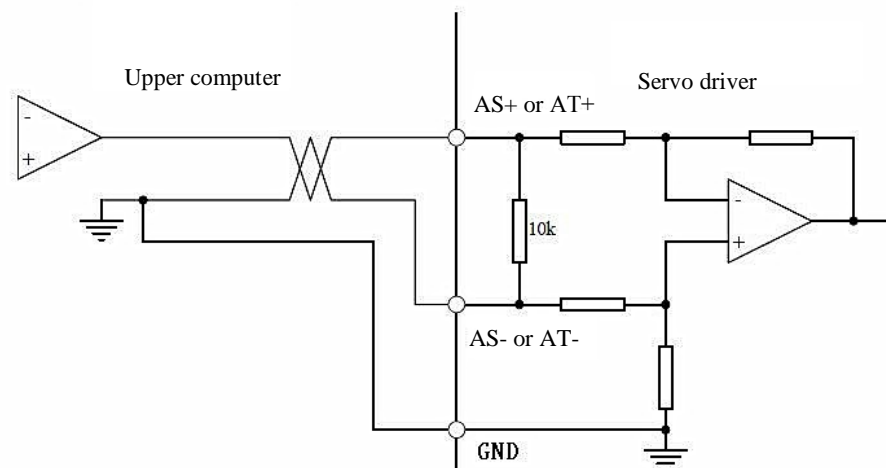 Upper computer
Servo driver
AS+ or AT+
-
+
10k
-
+
AS- or AT-
GND